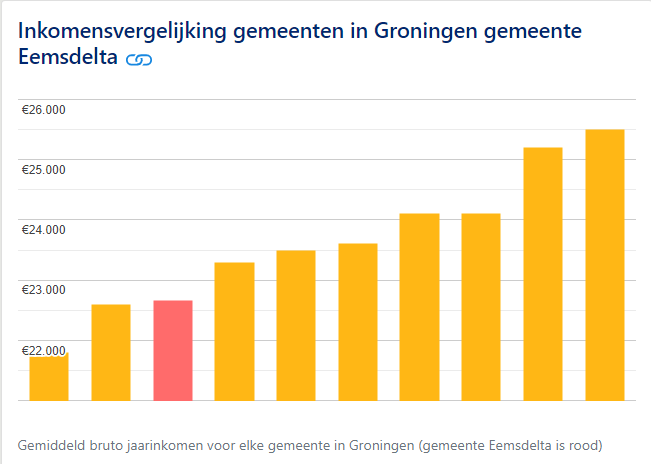 Inkomensvergelijking gemeenten in Groningen gemeente
Eemsdelta
€26.000
€25.000
€24.000
€23.000
€22.000
Gemiddeld bruto jaarinkomen voor elke gemeente in Groningen (gemeente Eemsdelta is rood)